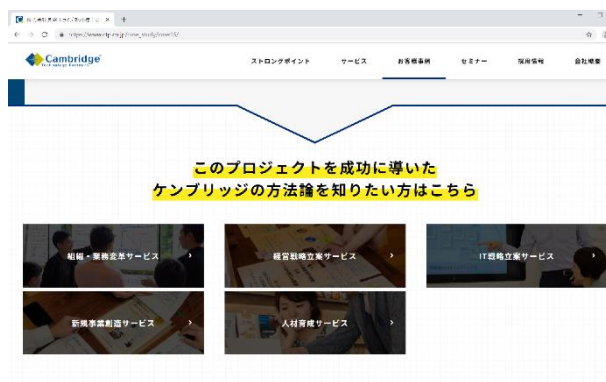 Cambridge
Technology Partners
ストロングポイント
サービス
お客様事例
セミナー
採用情報
会社概要
このプロジェクトを成功に導いた
ケンブリッジの方法論を知りたい方はこちら
組織・業務変革サービス
経営戦略立案サービス
IT戦略立案サービス
新規事業創造サービス
人材育成サービス